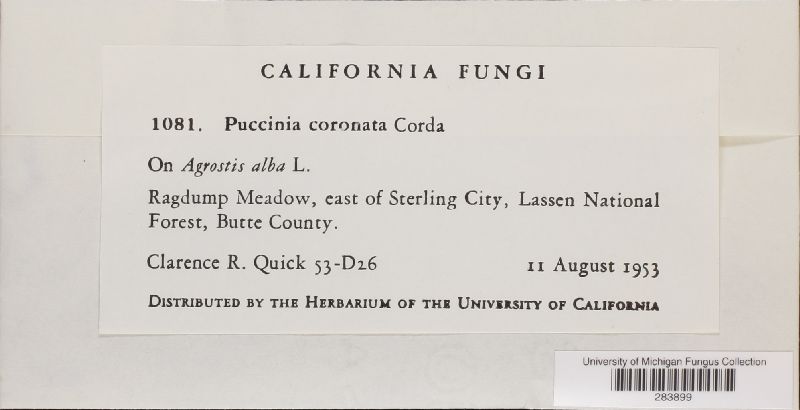 CALIFORNIA FUNGI
1081. Puccinia coronata Corda
On Agrostis alba L.
Ragdump Meadow, east of Sterling City, Lassen National
Forest, Butte County.
Clarence R. Quick 53-D26 11 August 1953
DISTRIBUTED BY THE HERBARIUM OF THE UNIVERSITY OF CALIFORNIA
University of Michigan Fungus Collection
283899